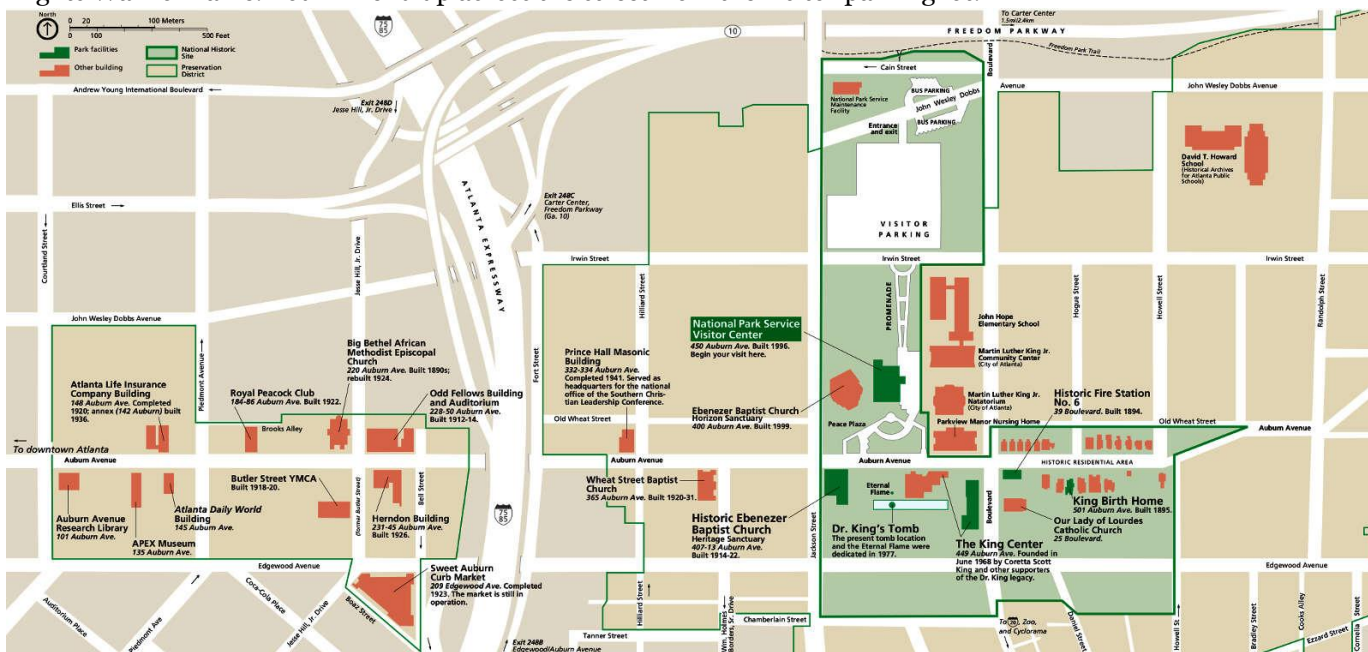 North
0 20 100 Meters
0 100 500 Feet
Park facilities
Other building
National Historic
Site
Preservation
District
75
85
10
To Carter Center
1.5mi/2.4km
FREEDOM PARKWAY
Freedom Park Trail
Boulevard
Cain Street
Andrew Young International Boulevard
Exit 248D
Jesse Hill, Jr. Drive
National Park Service
Maintenance
Facility
BUS PARKING
John Wesley Dobbs
BUS PARKING
Avenue
John Wesley Dobbs Avenue
Entrance
and exit
David T. Howard
School
(Historical Archives
for Atlanta Public
Schools)
Ellis Street
ATLANTA EXPRESSWAY
Exit 248C
Carter Center,
Freedom Parkway
(Ga. 10)
VISITOR
PARKING
Courtland Street
Jesse Hill, Jr. Drive
Irwin Street
Irwin Street
Irwin Street
Hilliard Street
PROMENADE
Hogue Street
Howell Street
Randolph Street
John Wesley Dobbs Avenue
Piedmont Avenue
Fort Street
John Hope
Elementary School
Martin Luther King Jr.
Community Center
(City of Atlanta)
National Park Service
Visitor Center
450 Auburn Ave. Built 1996.
Begin your visit here.
Big Bethel African
Methodist Episcopal
Church
220 Auburn Ave. Built 1890s;
rebuilt 1924.
Prince Hall Masonic
Building
332-334 Auburn Ave.
Completed 1941. Served as
headquarters for the national
office of the Southern Chris-
tian Leadership Conference.
Atlanta Life Insurance
Company Building
148 Auburn Ave. Completed
1920; annex (142 Auburn) built
1936.
Royal Peacock Club
184-86 Auburn Ave. Built 1922.
Odd Fellows Building
and Auditorium
228-50 Auburn Ave.
Built 1912-14.
Martin Luther King Jr.
Natatorium
(City of Atlanta)
Historic Fire Station
No. 6
39 Boulevard. Built 1894.
Ebenezer Baptist Church
Horizon Sanctuary
400 Auburn Ave. Built 1999.
Parkview Manor Nursing Home
Peace Plaza
Old Wheat Street
Old Wheat Street
Auburn Avenue
Brooks Alley
To downtown Atlanta
Auburn Avenue
Auburn Avenue
Auburn Avenue
HISTORIC RESIDENTIAL AREA
Butler Street YMCA
Built 1918-20.
(former Butler Street)
Bell Street
Wheat Street Baptist
Church
365 Auburn Ave. Built 1920-31.
Eternal
Flame
Auburn Avenue
Research Library
101 Auburn Ave.
APEX Museum
135 Auburn Ave.
Atlanta Daily World
Building
145 Auburn Ave.
Herndon Building
231-45 Auburn Ave.
Built 1926.
75
85
Historic Ebenezer
Baptist Church
Heritage Sanctuary
407-13 Auburn Ave.
Built 1914-22.
Jackson Street
Dr. King's Tomb
The present tomb location
and the Eternal Flame were
dedicated in 1977.
Boulevard
The King Center
449 Auburn Ave. Founded in
June 1968 by Coretta Scott
King and other supporters
of the Dr. King legacy.
King Birth Home
501 Auburn Ave. Built 1895.
Our Lady of Lourdes
Catholic Church
25 Boulevard.
Edgewood Avenue
Edgewood Avenue
Sweet Auburn
Curb Market
209 Edgewood Ave. Completed
1923. The market is still in
operation.
Auditorium Place
Piedmont Ave
Coca-Cola Place
Jesse Hill, Jr. Drive
Boaz Street
Exit 248B
Edgewood/Auburn Avenue
Hilliard Street
Tanner Street
Wm. Holmes
Borders, Sr. Drive
Chamberlain Street
To 20, Zoo,
and Cyclorama
Daniel Street
Howell St
Bradley Street
Cooks Alley
Ezzard Street
Cornelia Street